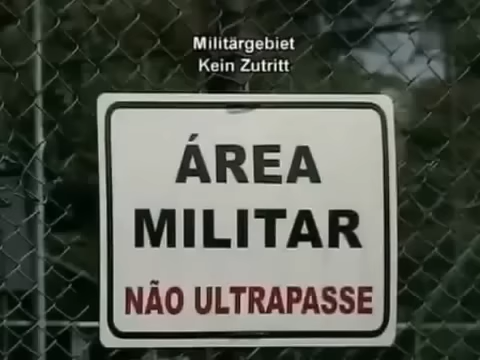 Militärgebiet
Kein Zutritt
ÁREA
MILITAR
NÃO ULTRAPASSE